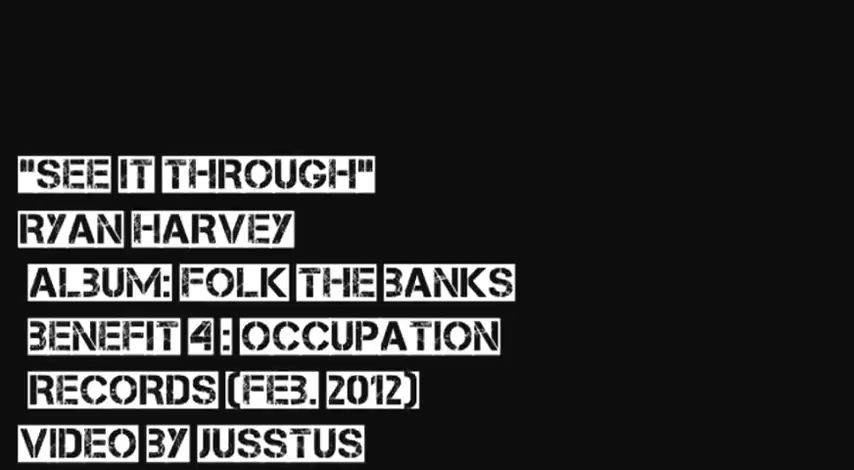 "SEE IT THROUGH"
RYAN HARVEY
ALBUM: FOLK THE BANKS
BENEFIT 4 : OCCUPATION
RECORDS (FEB. 2012)
VIDEO BY JUSSTUS